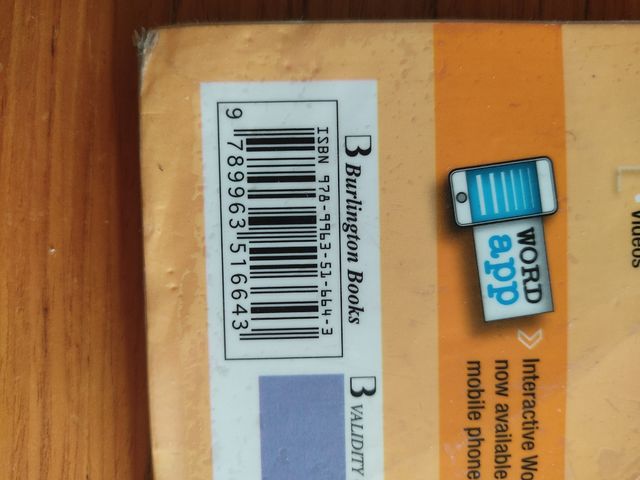 B Burlington Books
ISBN 978-9963-51-664-3
9 789963 516643
B VALIDITY
WORD
app
Interactive Wo
now available
mobile phone
Videos